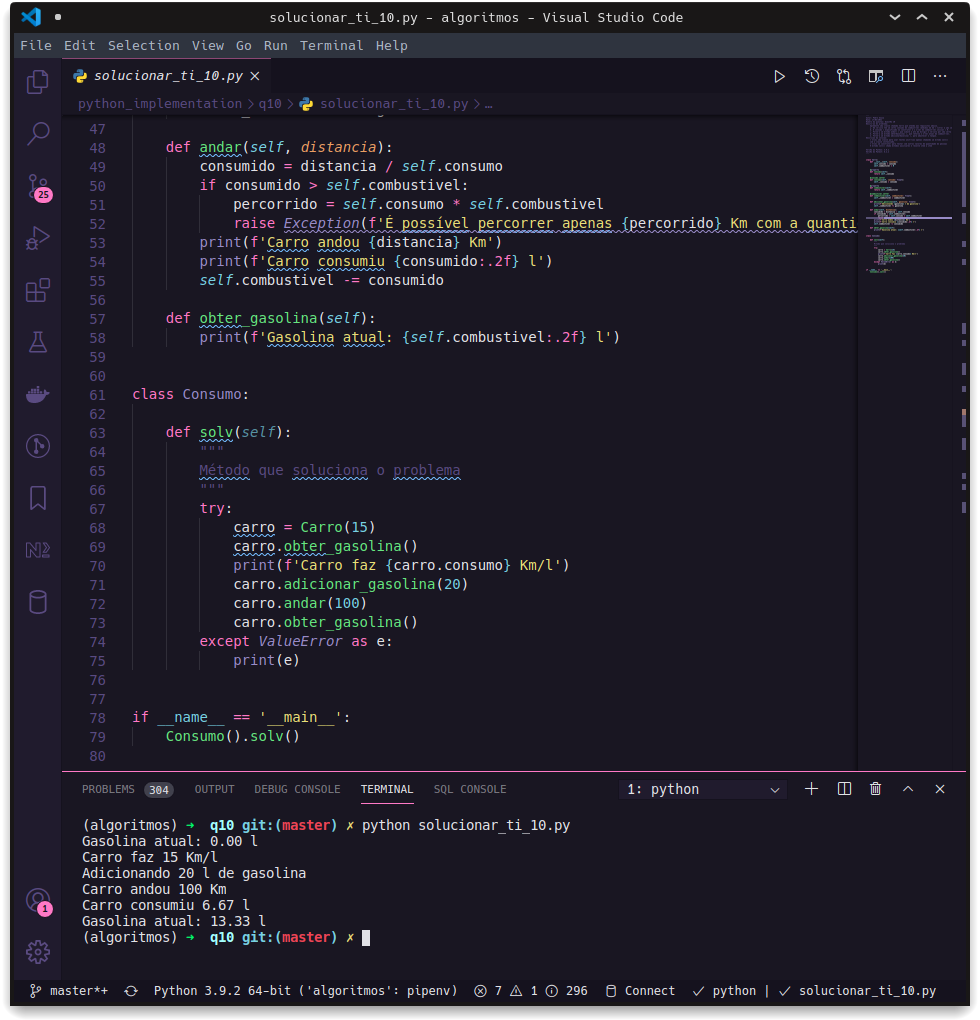 solucionar_ti_10.py - algoritmos - Visual Studio Code
File Edit Selection View Go Run Terminal Help
solucionar_ti_10.py
python_implementation > q10 > solucionar_ti_10.py > …
47
48 def andar(self, distancia):
49 consumido = distancia / self.consumo
50 if consumido > self.combustivel:
51 percorrido = self.consumo * self.combustivel
52 raise Exception(f'É possível percorrer apenas {percorrido} Km com a quanti
53 print(f'Carro andou {distancia} Km')
54 print(f'Carro consumiu {consumido:.2f} l')
55 self.combustivel -= consumido
56
57 def obter_gasolina(self):
58 print(f'Gasolina atual: {self.combustivel:.2f} l')
59
60
61 class Consumo:
62
63 def solv(self):
64 """
65 Método que soluciona o problema
66 """
67 try:
68 carro = Carro(15)
69 carro.obter_gasolina()
70 print(f'Carro faz {carro.consumo} Km/l')
71 carro.adicionar_gasolina(20)
72 carro.andar(100)
73 carro.obter_gasolina()
74 except ValueError as e:
75 print(e)
76
77
78 if __name__ == '__main__':
79 Consumo().solv()
80
25
1
PROBLEMS 304 OUTPUT DEBUG CONSOLE TERMINAL SQL CONSOLE 1: python
(algoritmos) ➜ q10 git:(master) ✗ python solucionar_ti_10.py
Gasolina atual: 0.00 l
Carro faz 15 Km/l
Adicionando 20 l de gasolina
Carro andou 100 Km
Carro consumiu 6.67 l
Gasolina atual: 13.33 l
(algoritmos) ➜ q10 git:(master) ✗
master*+ Python 3.9.2 64-bit ('algoritmos': pipenv) 7 1 296 Connect ✓ python | ✓ solucionar_ti_10.py